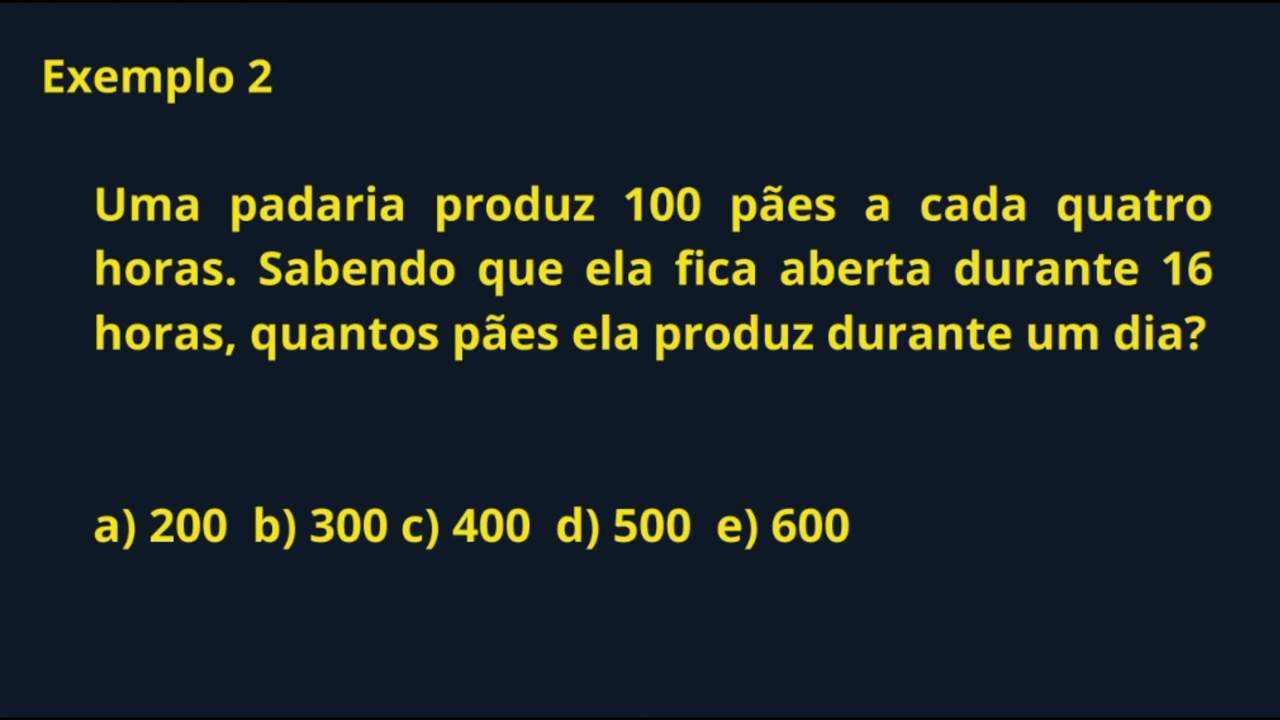 Exemplo 2
Uma padaria produz 100 pães a cada quatro
horas. Sabendo que ela fica aberta durante 16
horas, quantos pães ela produz durante um dia?
a) 200 b) 300 c) 400 d) 500 e) 600